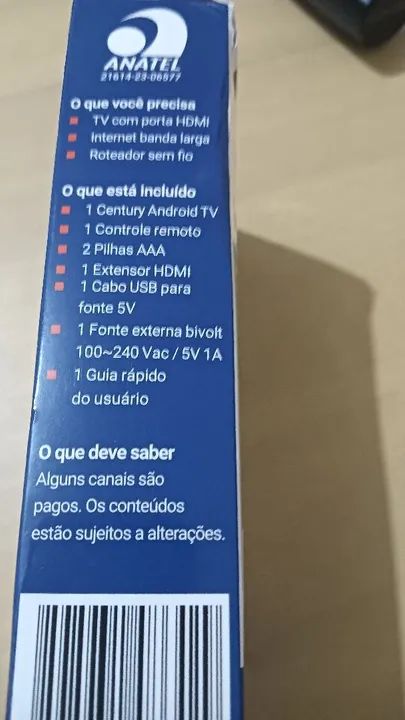 ANATEL
21614-23-06577
O que você precisa
TV com porta HDMI
Internet banda larga
Roteador sem fio
O que está incluído
1 Century Android TV
1 Controle remoto
2 Pilhas AAA
1 Extensor HDMI
1 Cabo USB para
fonte 5V
1 Fonte externa bivolt
100~240 Vac / 5V 1A
1 Guia rápido
do usuário
O que deve saber
Alguns canais são
pagos. Os conteúdos
estão sujeitos a alterações.